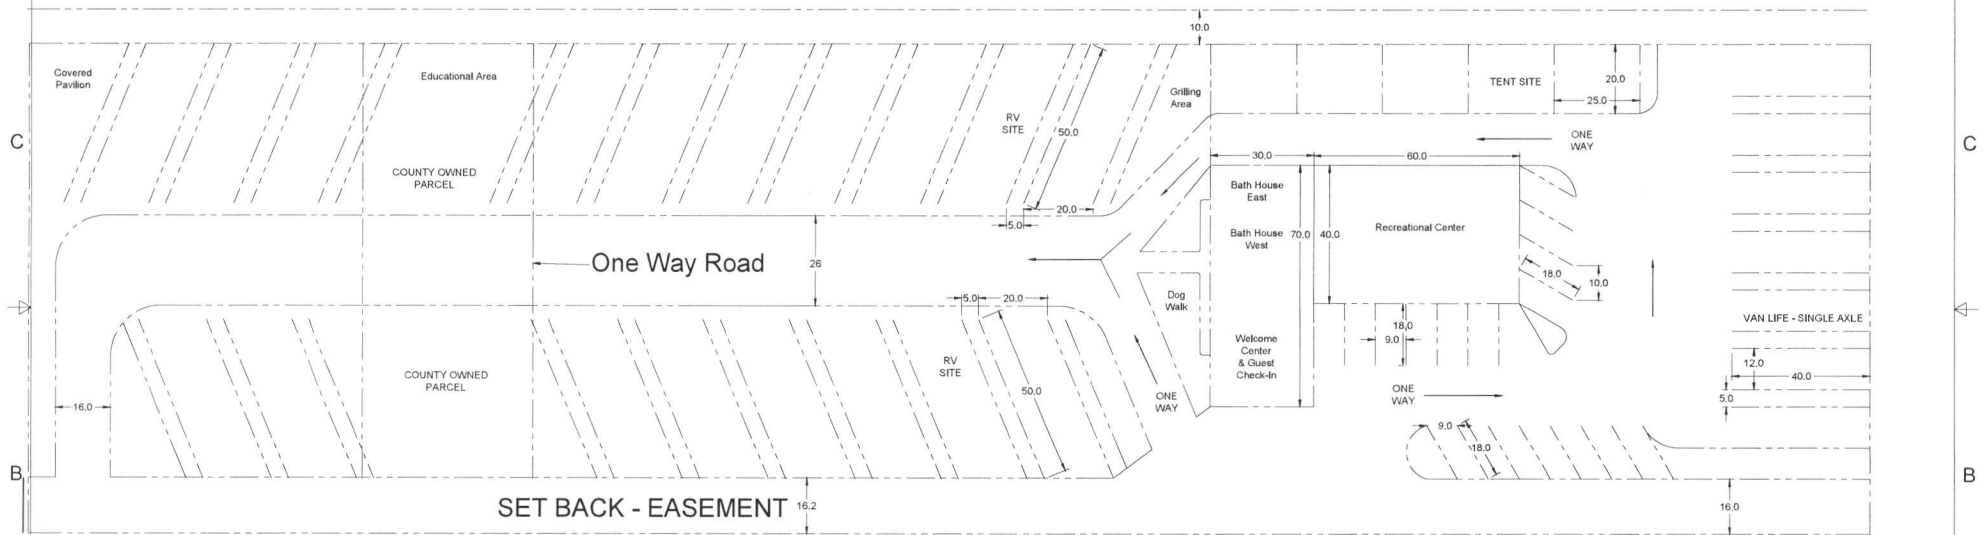 10.0
Covered
Pavilion
Educational Area
TENT SITE
20.0
25.0
Grilling
Area
RV
SITE
50.0
C
C
ONE
WAY
30.0
60.0
COUNTY OWNED
PARCEL
Bath House
East
20.0
5.0
Bath House
West
70.0
40.0
Recreational Center
One Way Road
26
18.0
10.0
5.0
20.0
Dog
Walk
VAN LIFE - SINGLE AXLE
18.0
9.0
Welcome
Center
& Guest
Check-In
12.0
40.0
5.0
COUNTY OWNED
PARCEL
RV
SITE
50.0
16.0
ONE
WAY
ONE
WAY
9.0
18.0
B
B
SET BACK - EASEMENT
16.2
16.0